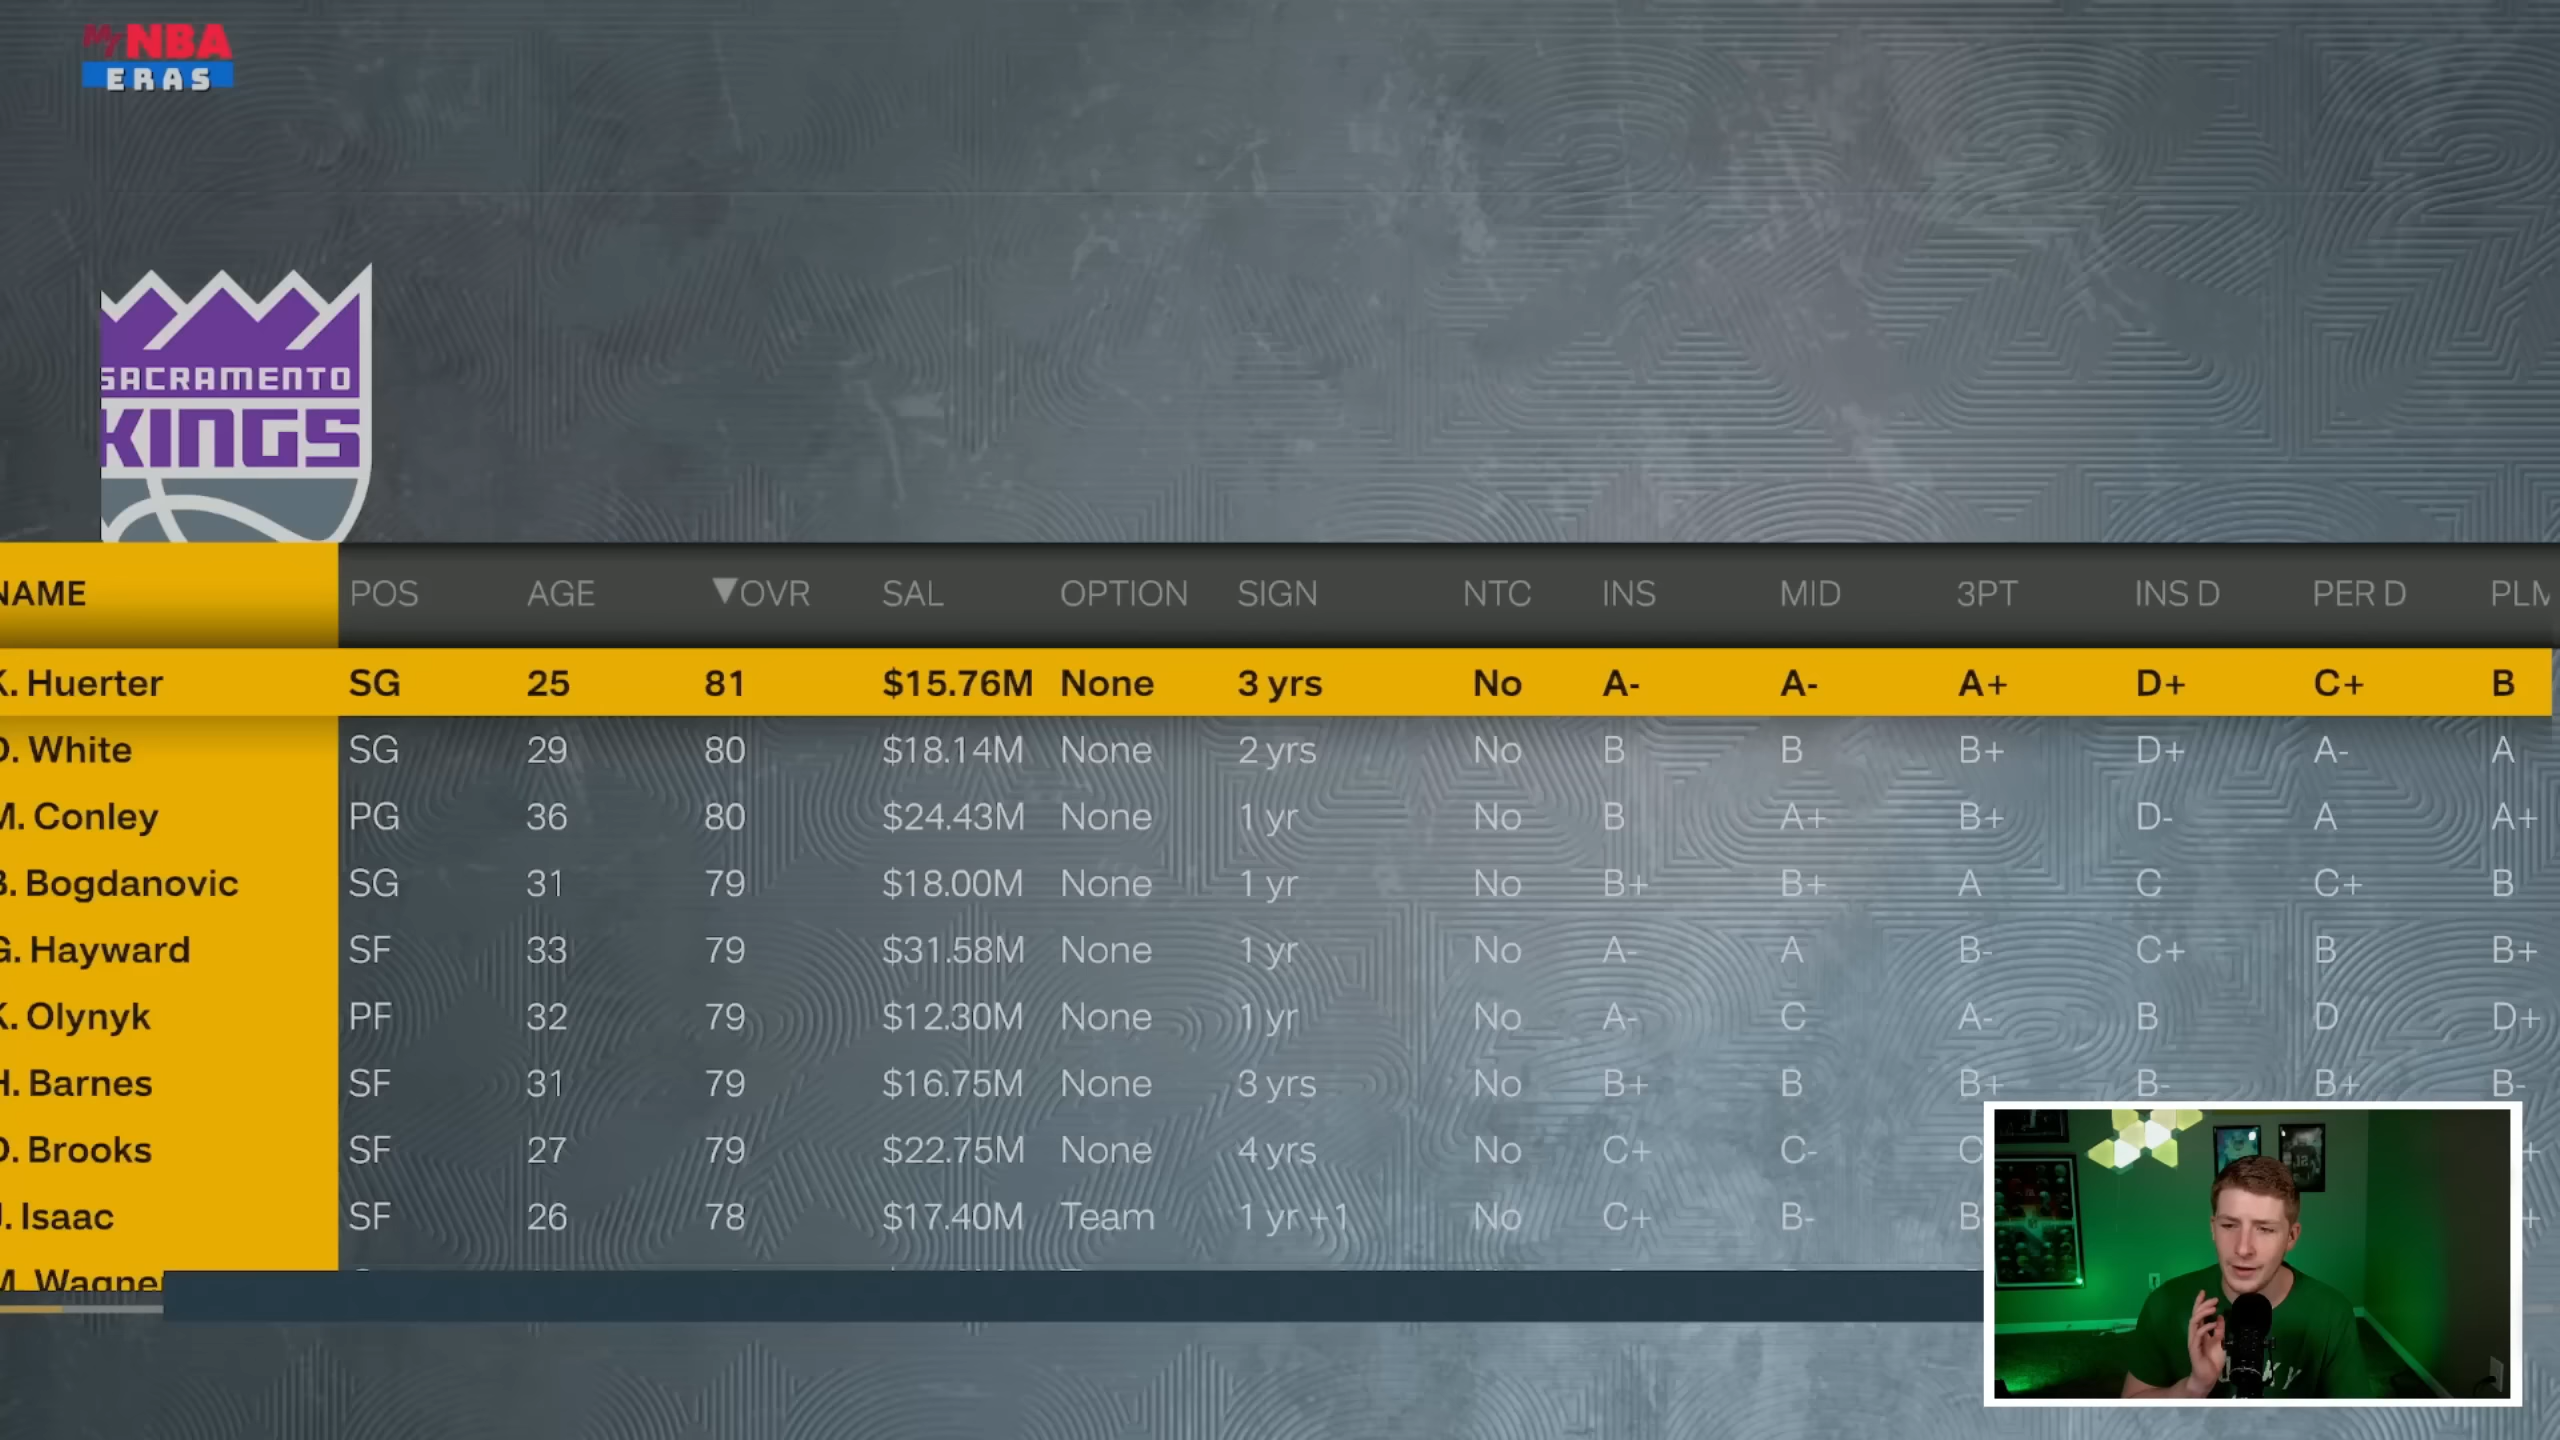 My NBA
ERAS
SACRAMENTO
KINGS
NAME POS AGE ▼OVR SAL OPTION SIGN NTC INS MID 3PT INS D PER D PLM
K. Huerter SG 25 81 $15.76M None 3 yrs No A- A- A+ D+ C+ B
D. White SG 29 80 $18.14M None 2 yrs No B B B+ D+ A- A
M. Conley PG 36 80 $24.43M None 1 yr No B A+ B+ D- A A+
B. Bogdanovic SG 31 79 $18.00M None 1 yr No B+ B+ A C C+ B
G. Hayward SF 33 79 $31.58M None 1 yr No A- A B- C+ B B+
K. Olynyk PF 32 79 $12.30M None 1 yr No A- C A- B D D+
H. Barnes SF 31 79 $16.75M None 3 yrs No B+ B B+ B- B+ B-
D. Brooks SF 27 79 $22.75M None 4 yrs No C+ C- C
J. Isaac SF 26 78 $17.40M Team 1 yr +1 No C+ B- B
M. Wagner